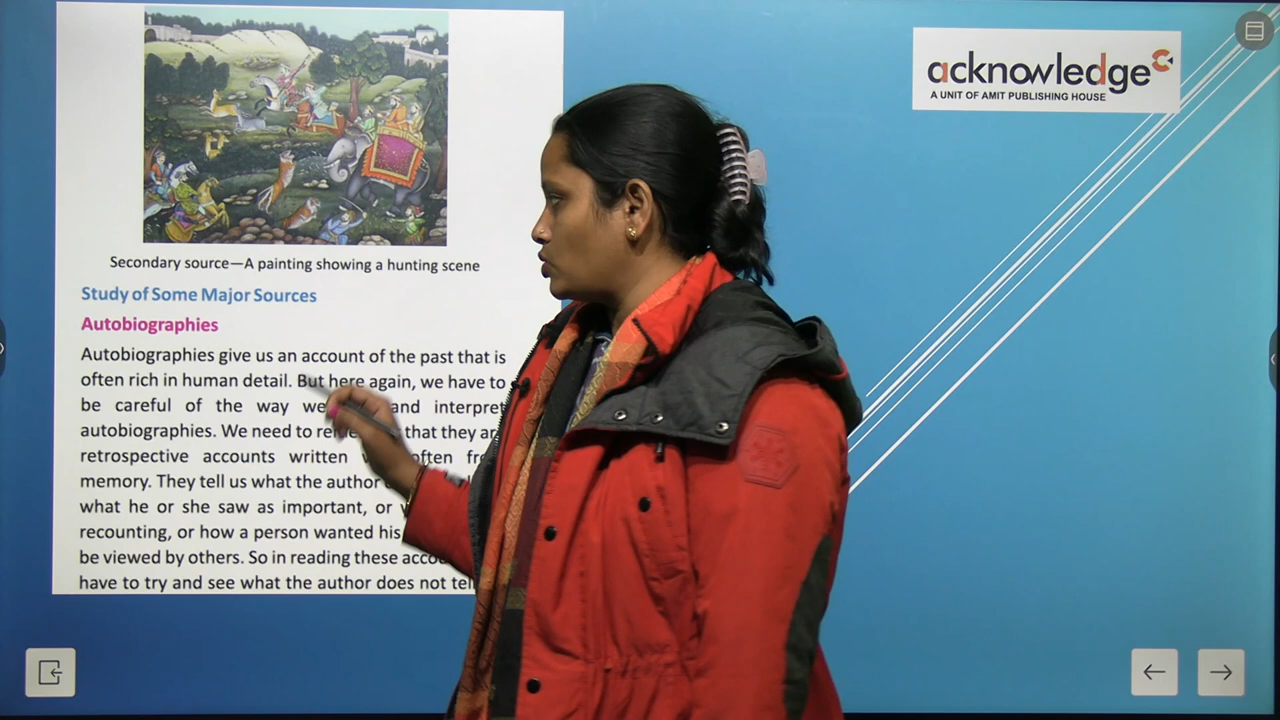 acknowledge
A UNIT OF AMIT PUBLISHING HOUSE
Secondary source—A painting showing a hunting scene
Study of Some Major Sources
Autobiographies
Autobiographies give us an account of the past that is
often rich in human detail. But here again, we have to
be careful of the way we and interpret
autobiographies. We need to that they
retrospective accounts written often
memory. They tell us what the author
what he or she saw as important, or
recounting, or how a person wanted his
be viewed by others. So in reading these
have to try and see what the author does not